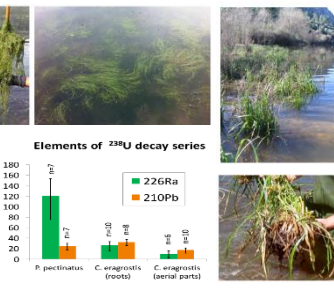 Elements of ²³⁸U decay series
180
160
140
120
100
80
60
40
20
0
n=7
n=7
n=10
n=8
n=6
n=10
226Ra
210Pb
P. pectinatus
C. eragrostis
(roots)
C. eragrostis
(aerial parts)